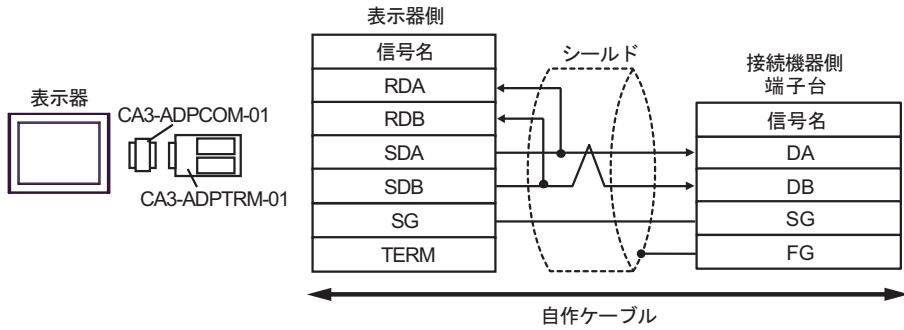 表示器
CA3-ADPCOM-01
CA3-ADPTRM-01
表示器側
信号名
RDA
RDB
SDA
SDB
SG
TERM
シールド
接続機器側
端子台
信号名
DA
DB
SG
FG
自作ケーブル